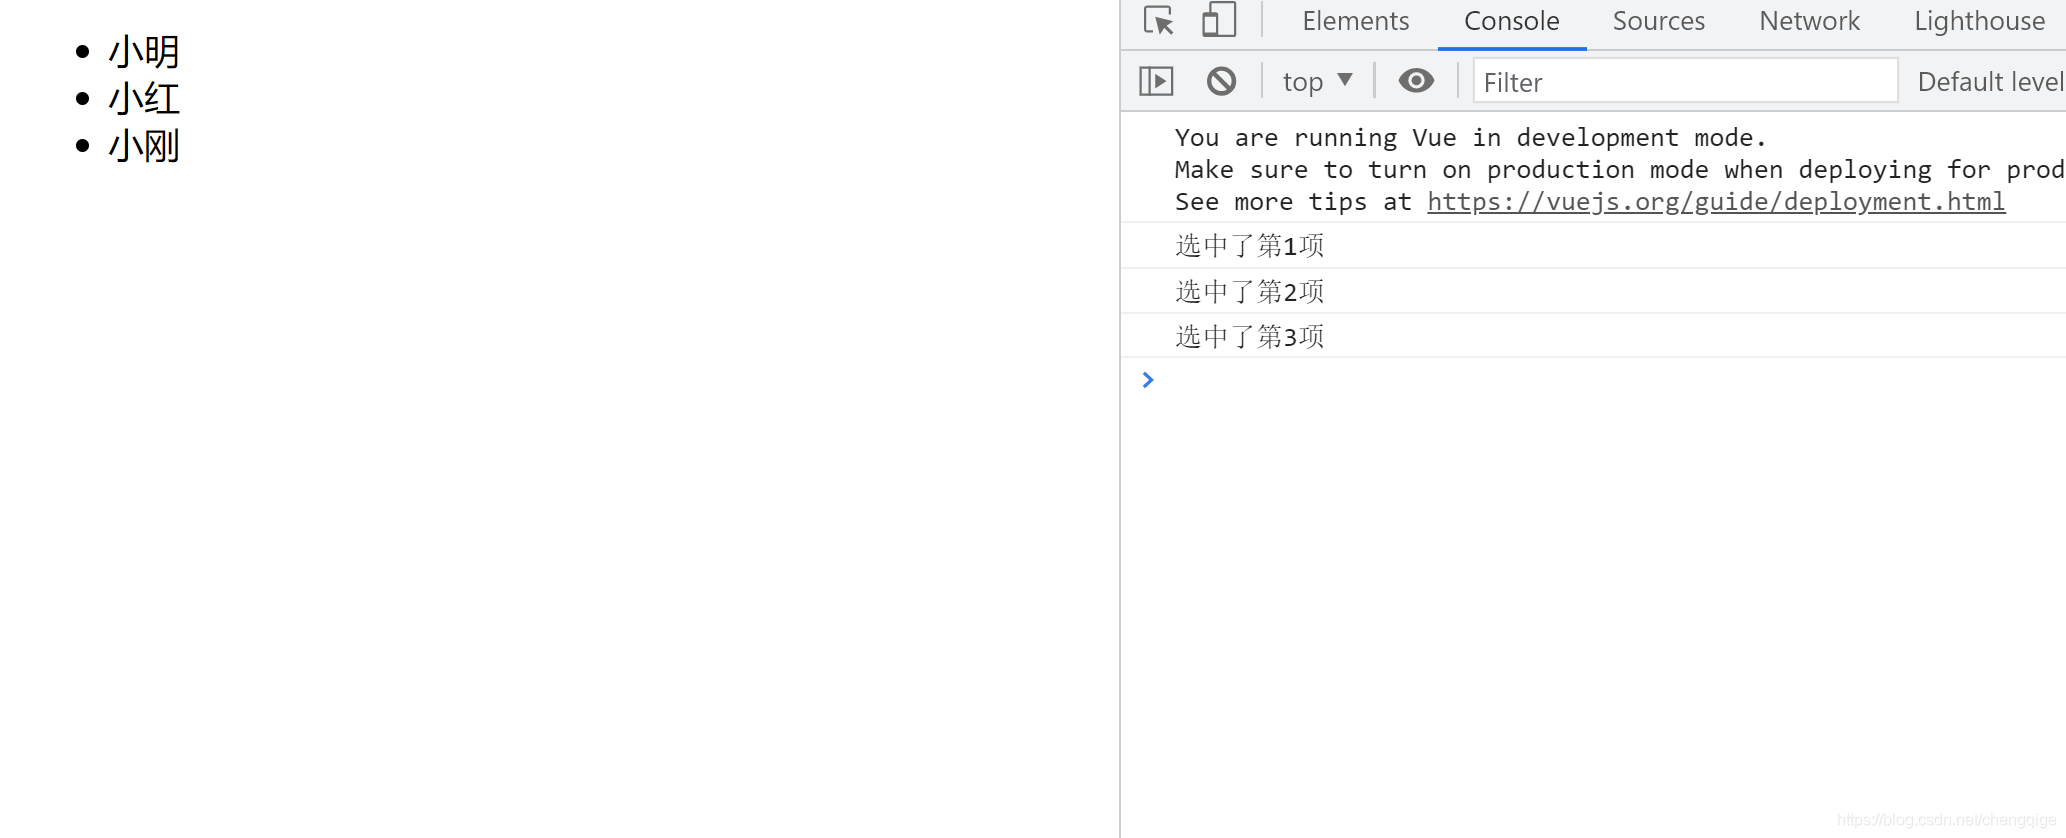 小明
小红
小刚
Elements Console Sources Network Lighthouse
top Filter Default level
You are running Vue in development mode.
Make sure to turn on production mode when deploying for prod
See more tips at https://vuejs.org/guide/deployment.html
选中了第1项
选中了第2项
选中了第3项
https://blog.csdn.net/chengqige